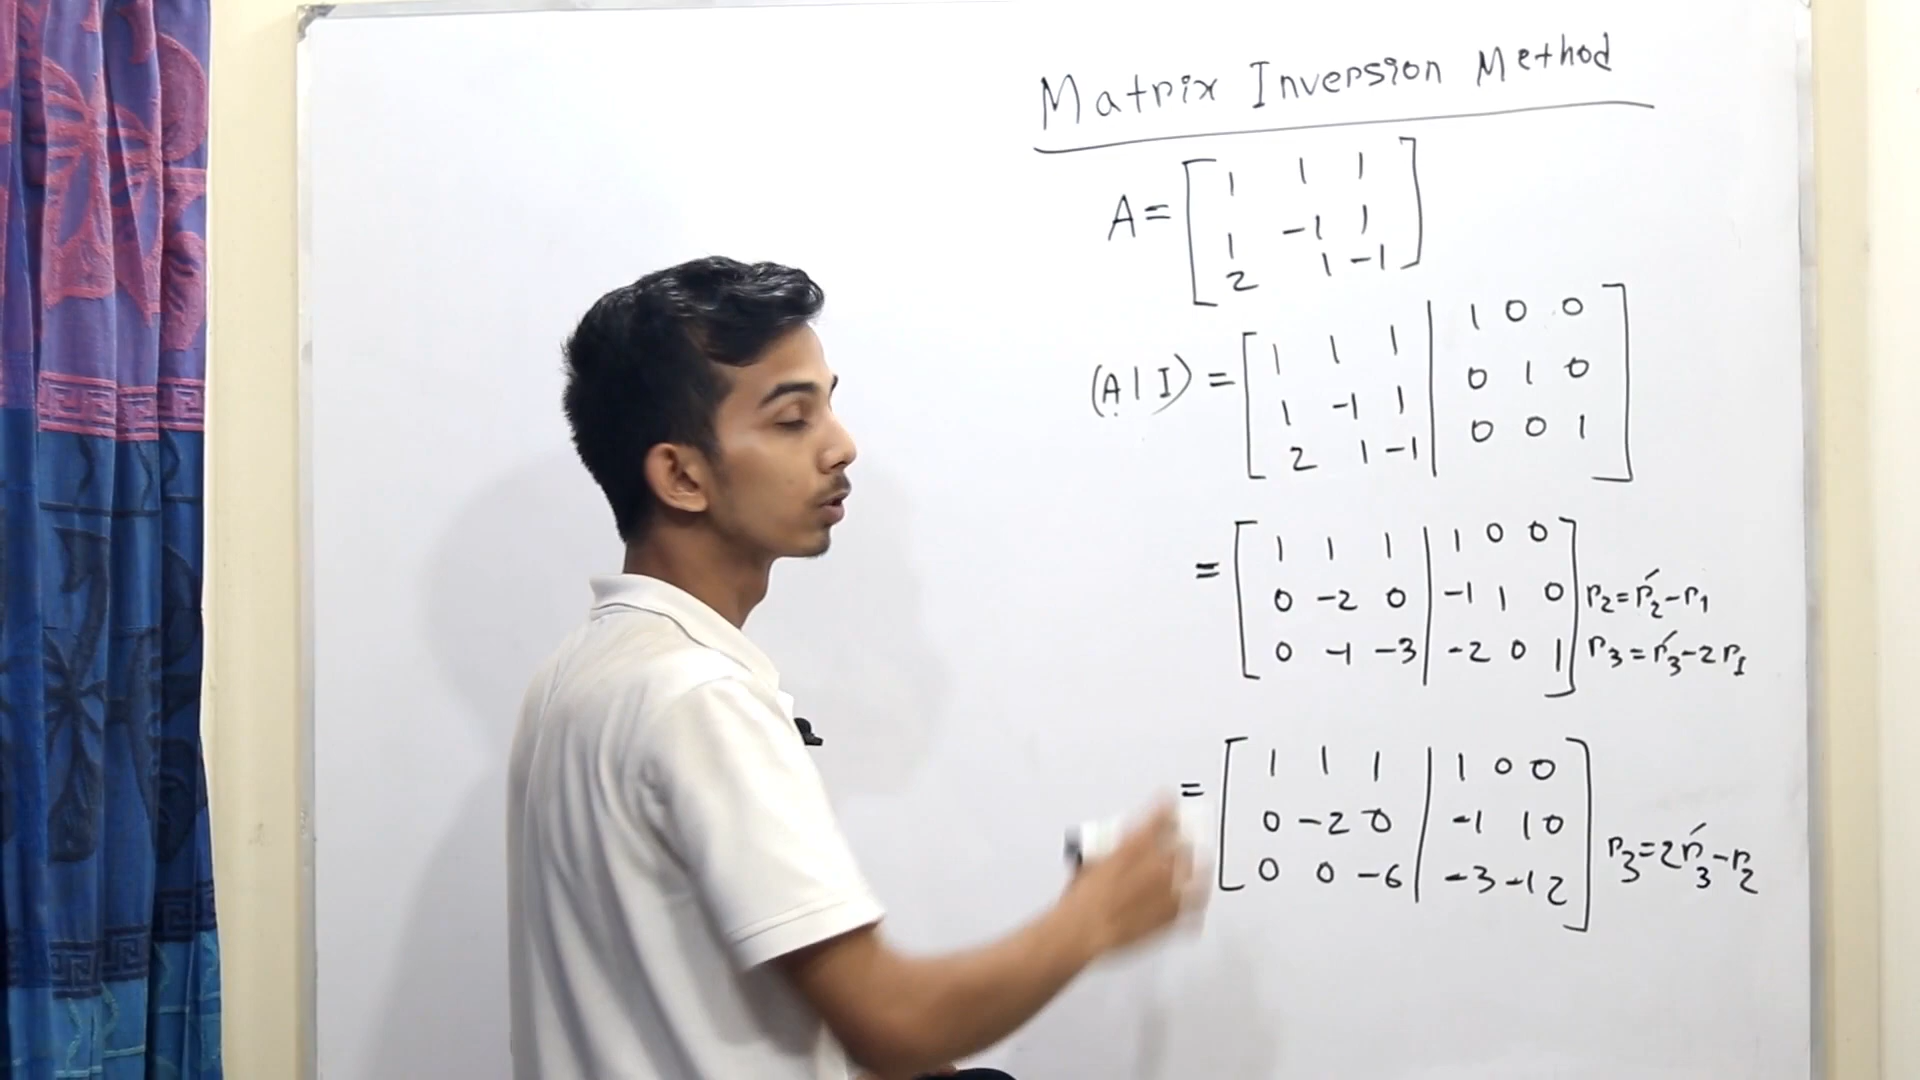 Matrix Inversion Method
A = [ 1 1 1
1 -1 1
2 1 -1 ]
(A | I) = [ 1 1 1 | 1 0 0
1 -1 1 | 0 1 0
2 1 -1 | 0 0 1 ]
= [ 1 1 1 | 1 0 0
0 -2 0 | -1 1 0 ] r2 = r2′ - r1
0 -1 -3 | -2 0 1 ] r3 = r3′ - 2r1
= [ 1 1 1 | 1 0 0
0 -2 0 | -1 1 0
0 0 -6 | -3 -1 2 ] r3 = 2r3′ - r2